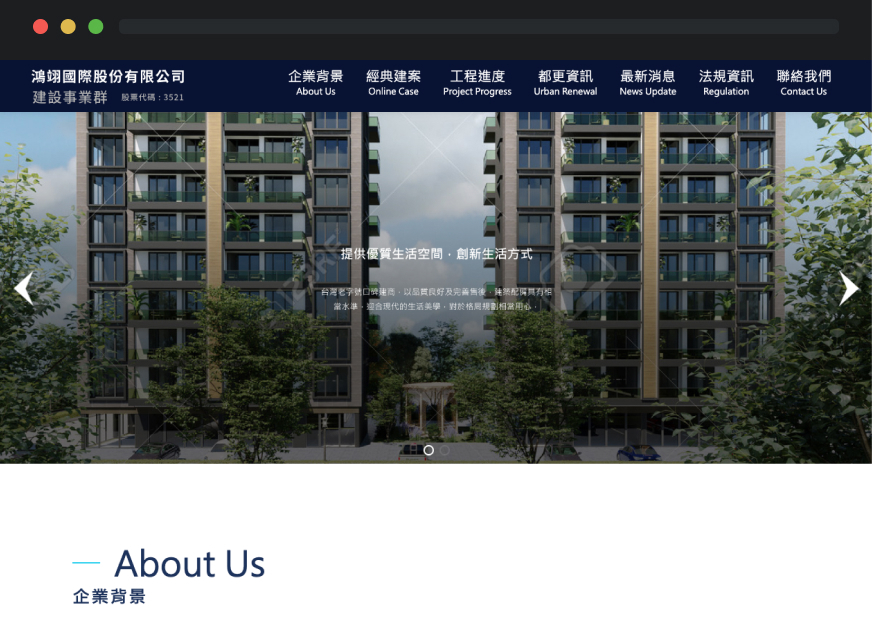 鴻翊國際股份有限公司
建設事業群 股票代碼：3521
企業背景 經典建案 工程進度 都更資訊 最新消息 法規資訊 聯絡我們
About Us Online Case Project Progress Urban Renewal News Update Regulation Contact Us
提供優質生活空間，創新生活方式
台灣老字號口碑建商，以品質良好及完善售後，建築配備具有相
當水準，迎合現代的生活美學，對於格局規劃相當用心，
About Us
企業背景